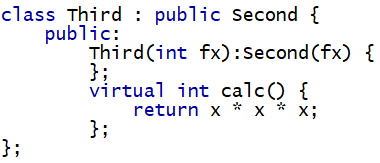 class Third : public Second {
    public:
        Third(int fx):Second(fx) {
        };
        virtual int calc() {
            return x * x * x;
        };
};